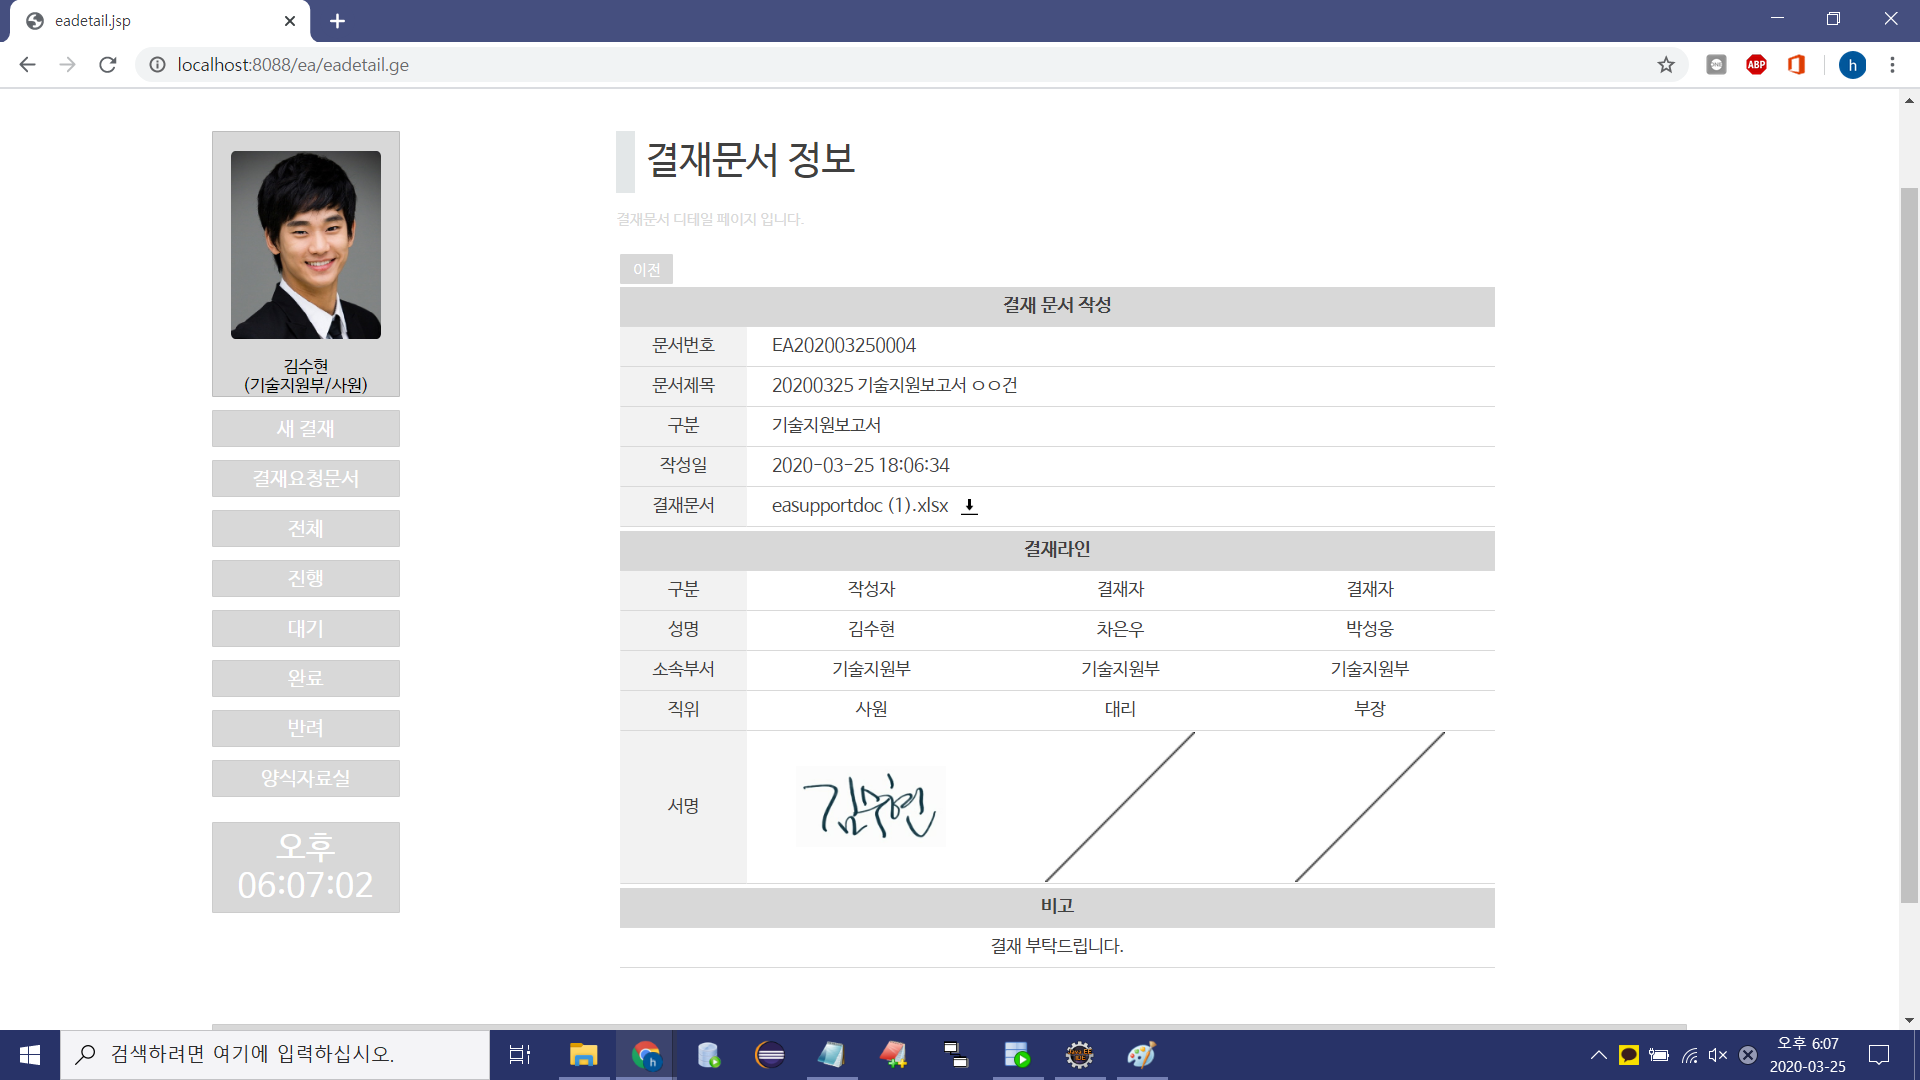 eadetail.jsp
localhost:8088/ea/eadetail.ge
ABP
h
김수현
(기술지원부/사원)
새 결재
결재요청문서
전체
진행
대기
완료
반려
양식자료실
오후
06:07:02
결재문서 정보
결재문서 디테일 페이지 입니다.
이전
결재 문서 작성
문서번호 EA202003250004
문서제목 20200325 기술지원보고서 ㅇㅇ건
구분 기술지원보고서
작성일 2020-03-25 18:06:34
결재문서 easupportdoc (1).xlsx
결재라인
구분 작성자 결재자 결재자
성명 김수현 차은우 박성웅
소속부서 기술지원부 기술지원부 기술지원부
직위 사원 대리 부장
서명 김수현
비고
결재 부탁드립니다.
검색하려면 여기에 입력하십시오.
h
오후 6:07
2020-03-25